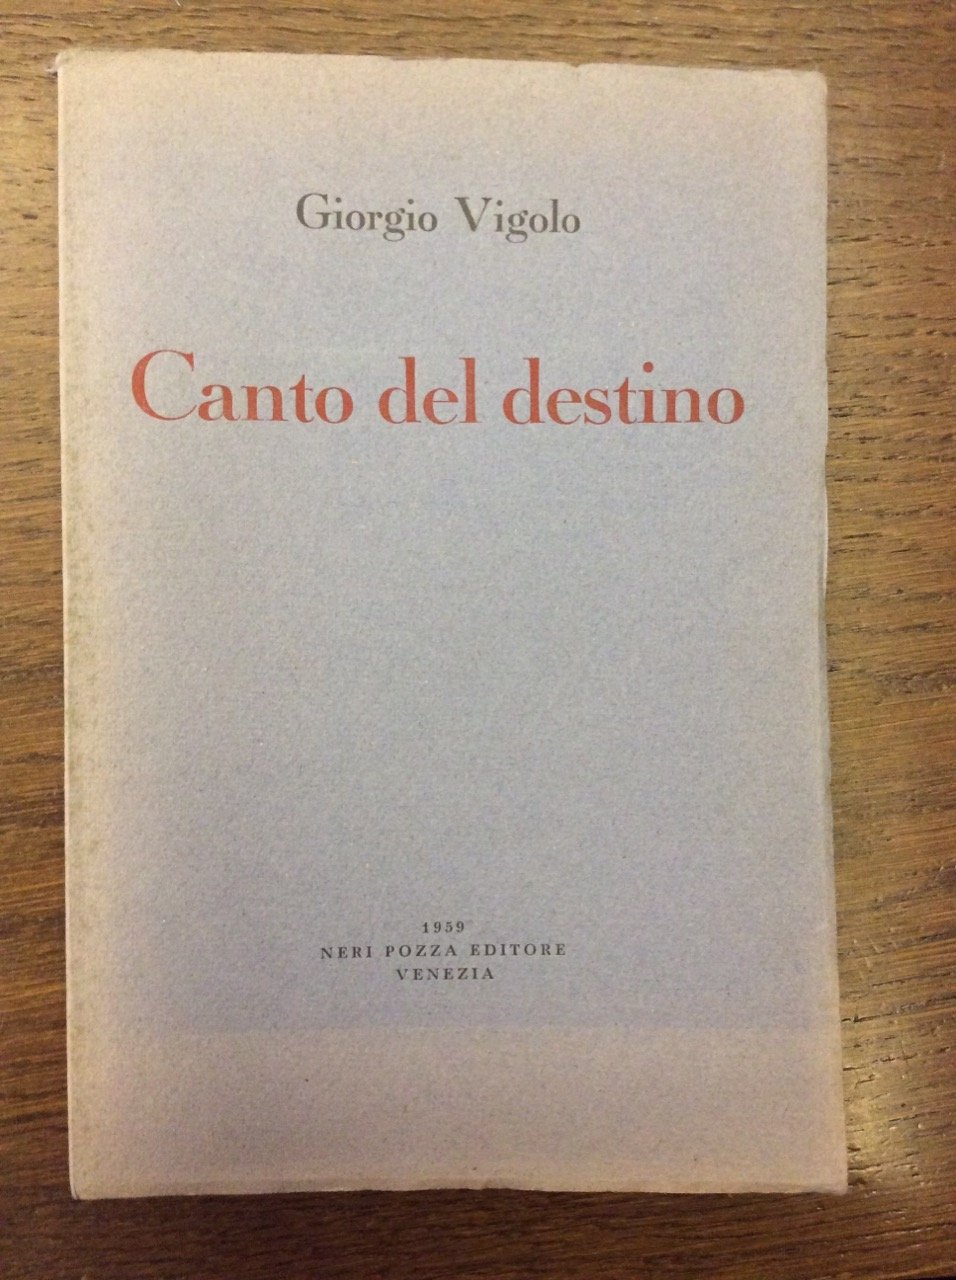 Giorgio Vigolo
Canto del destino
1959
NERI POZZA EDITORE
VENEZIA